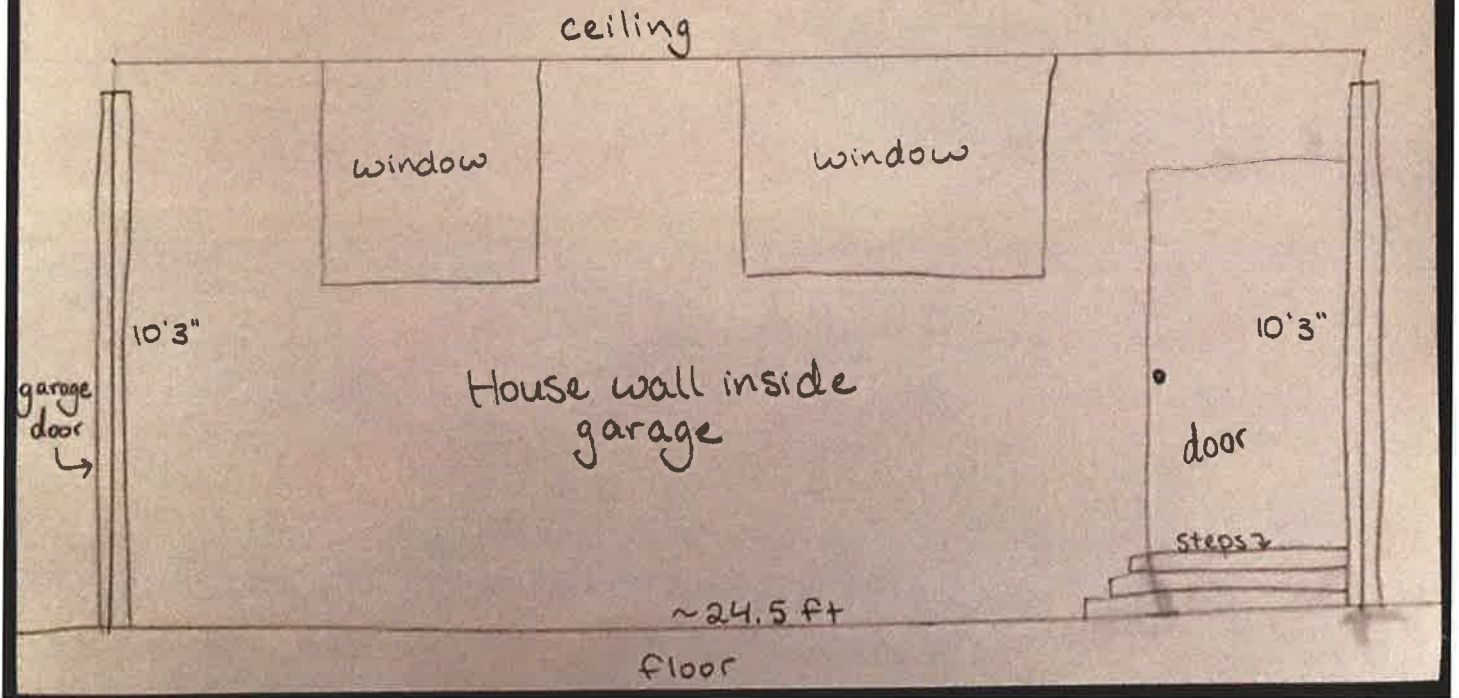 ceiling
window
window
10'3"
10'3"
garage
door
House wall inside
garage
door
steps
~24.5 ft
floor